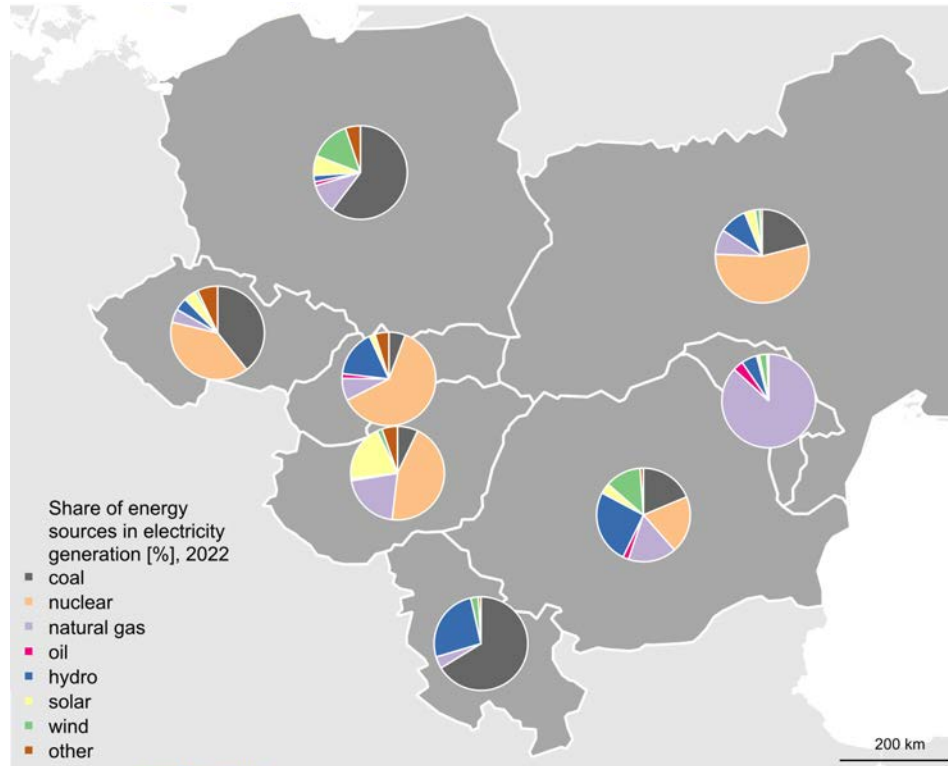 Share of energy
sources in electricity
generation [%], 2022
coal
nuclear
natural gas
oil
hydro
solar
wind
other
200 km